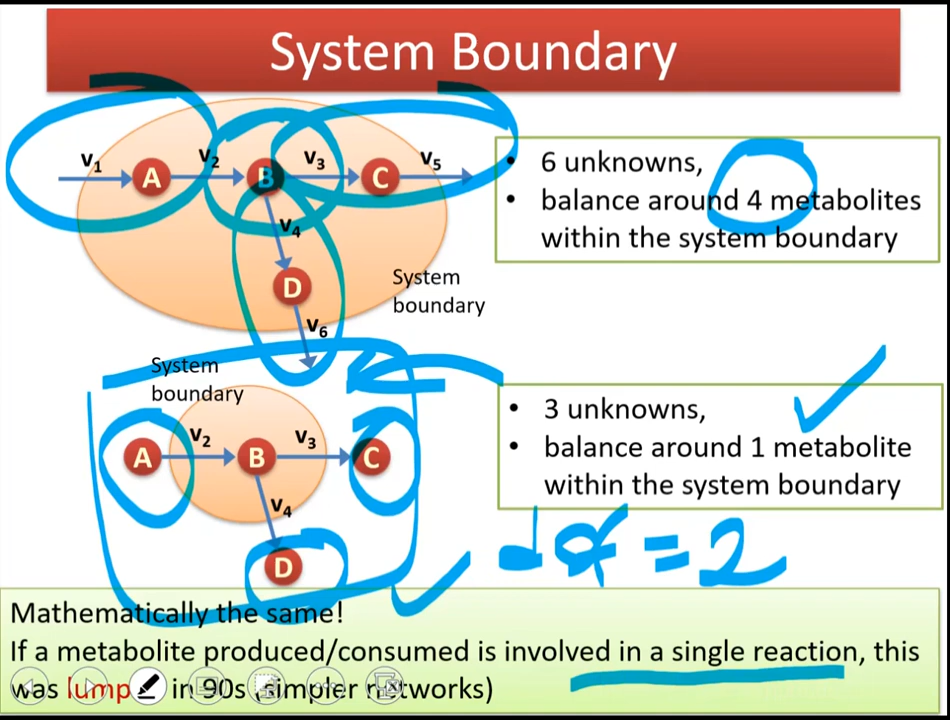 System Boundary
v1 A v2 B v3 C v5
v4
D
v6
System
boundary
• 6 unknowns,
• balance around 4 metabolites
within the system boundary
System
boundary
A v2 B v3 C
v4
D
• 3 unknowns,
• balance around 1 metabolite
within the system boundary
dof = 2
Mathematically the same!
If a metabolite produced/consumed is involved in a single reaction, this
was lump in 90s (simpler networks)